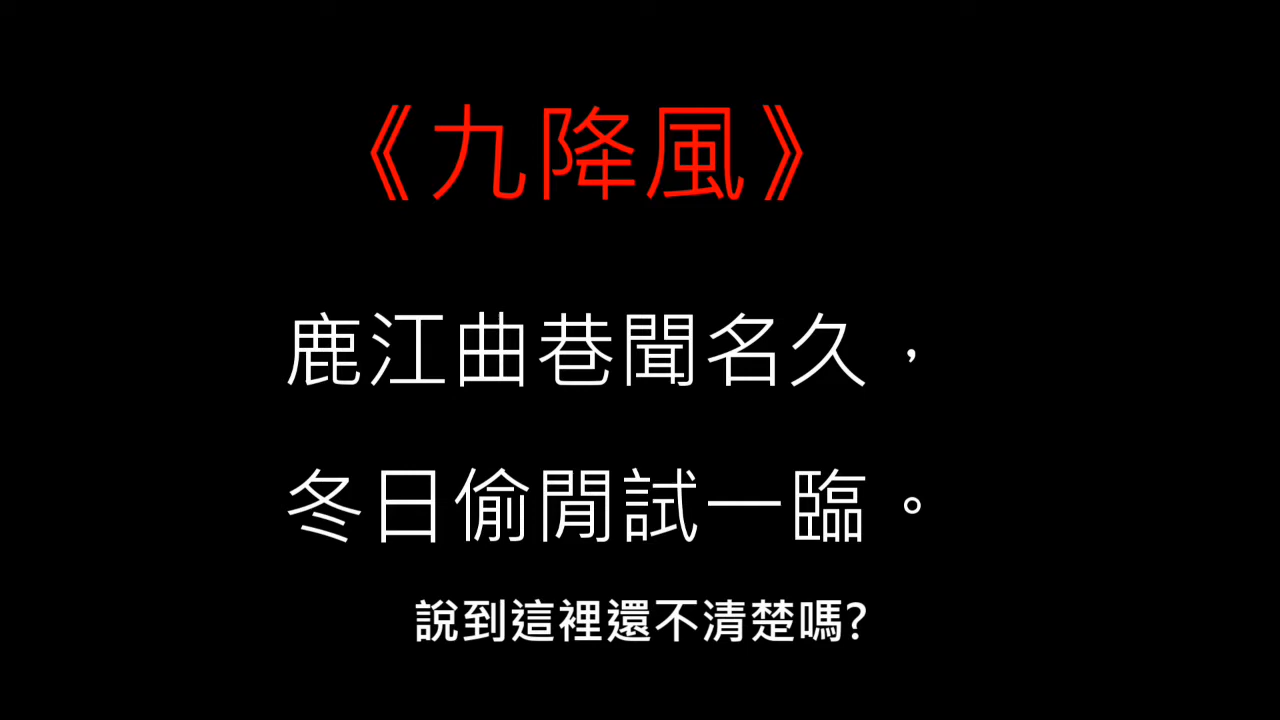 《九降風》
鹿江曲巷聞名久，
冬日偷閒試一臨。
說到這裡還不清楚嗎?